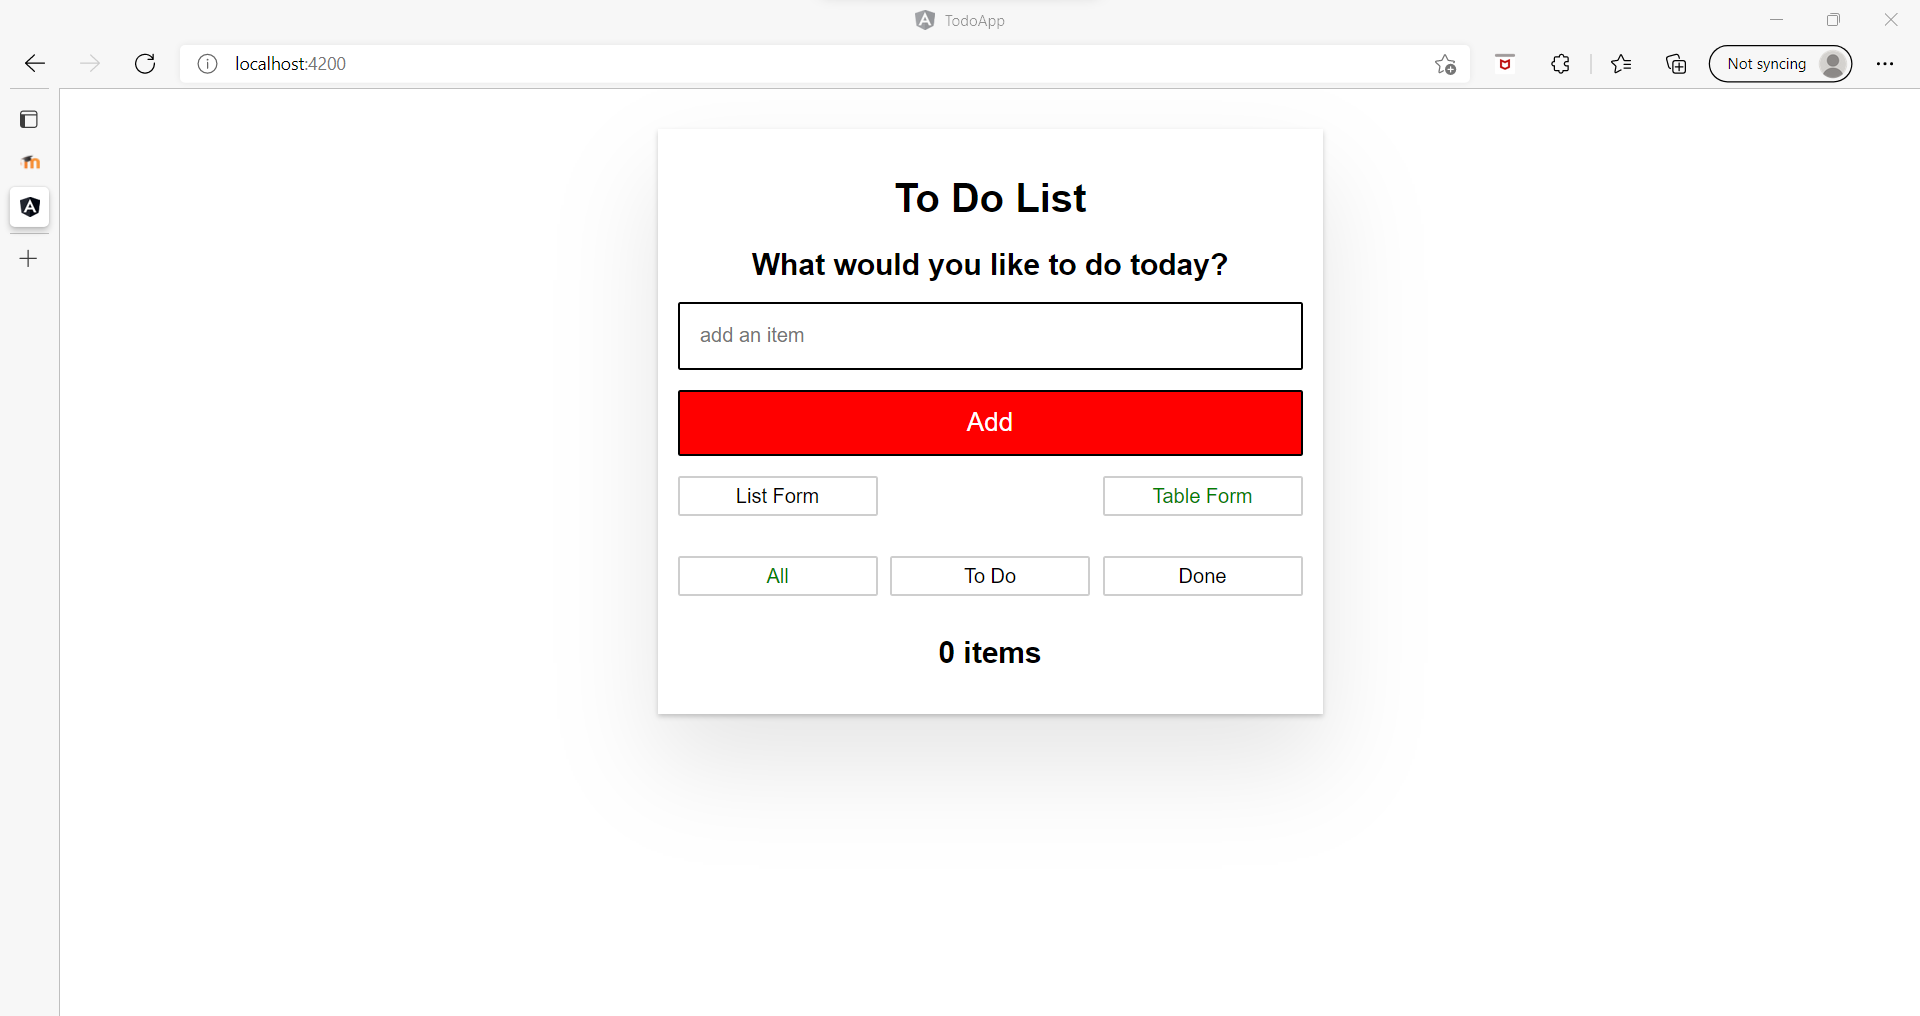 TodoApp
localhost:4200
Not syncing
To Do List
What would you like to do today?
add an item
Add
List Form Table Form
All To Do Done
0 items